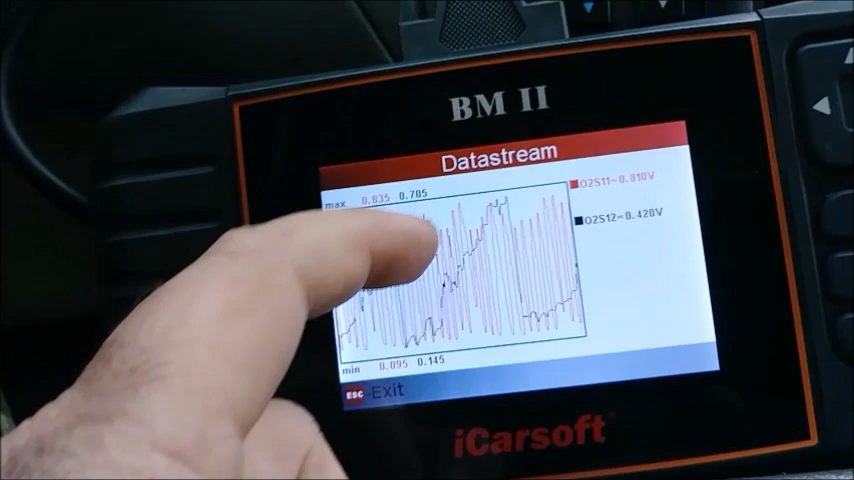 BM II
Datastream
max 0.835 0.705
O2S11=0.810V
O2S12=0.420V
min 0.095 0.145
ESC -Exit
iCarsoft